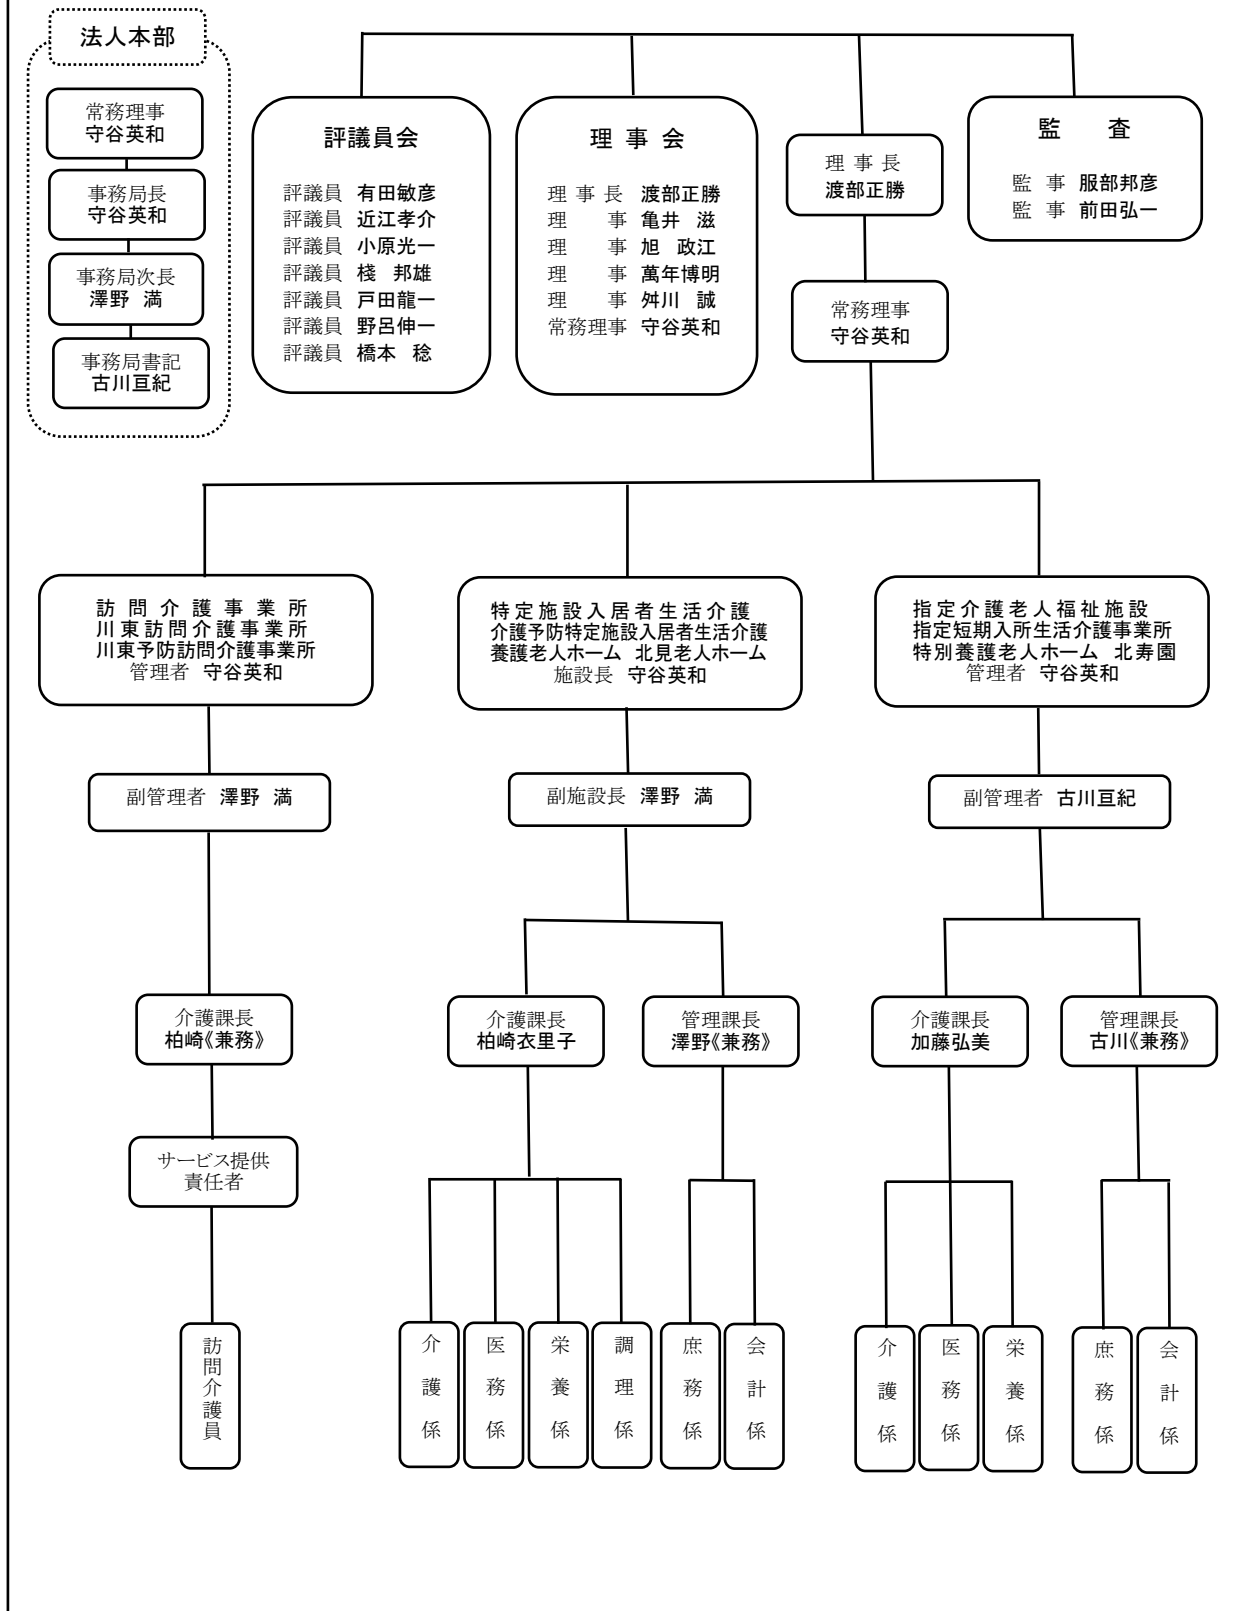 法人本部
常務理事
守谷英和
事務局長
守谷英和
事務局次長
澤野 満
事務局書記
古川亘紀
評議員会
評議員 有田敏彦
評議員 近江孝介
評議員 小原光一
評議員 棧 邦雄
評議員 戸田龍一
評議員 野呂伸一
評議員 橋本 稔
理 事 会
理 事 長 渡部正勝
理 事 亀井 滋
理 事 旭 政江
理 事 萬年博明
理 事 舛川 誠
常務理事 守谷英和
理 事 長
渡部正勝
常務理事
守谷英和
監 査
監 事 服部邦彦
監 事 前田弘一
訪 問 介 護 事 業 所
川東訪問介護事業所
川東予防訪問介護事業所
管理者 守谷英和
特定施設入居者生活介護
介護予防特定施設入居者生活介護
養護老人ホーム 北見老人ホーム
施設長 守谷英和
指定介護老人福祉施設
指定短期入所生活介護事業所
特別養護老人ホーム 北寿園
管理者 守谷英和
副管理者 澤野 満
副施設長 澤野 満
副管理者 古川亘紀
介護課長
柏崎《兼務》
介護課長
柏崎衣里子
管理課長
澤野《兼務》
介護課長
加藤弘美
管理課長
古川《兼務》
サービス提供
責任者
訪問介護員
介護係
医務係
栄養係
調理係
庶務係
会計係
介護係
医務係
栄養係
庶務係
会計係